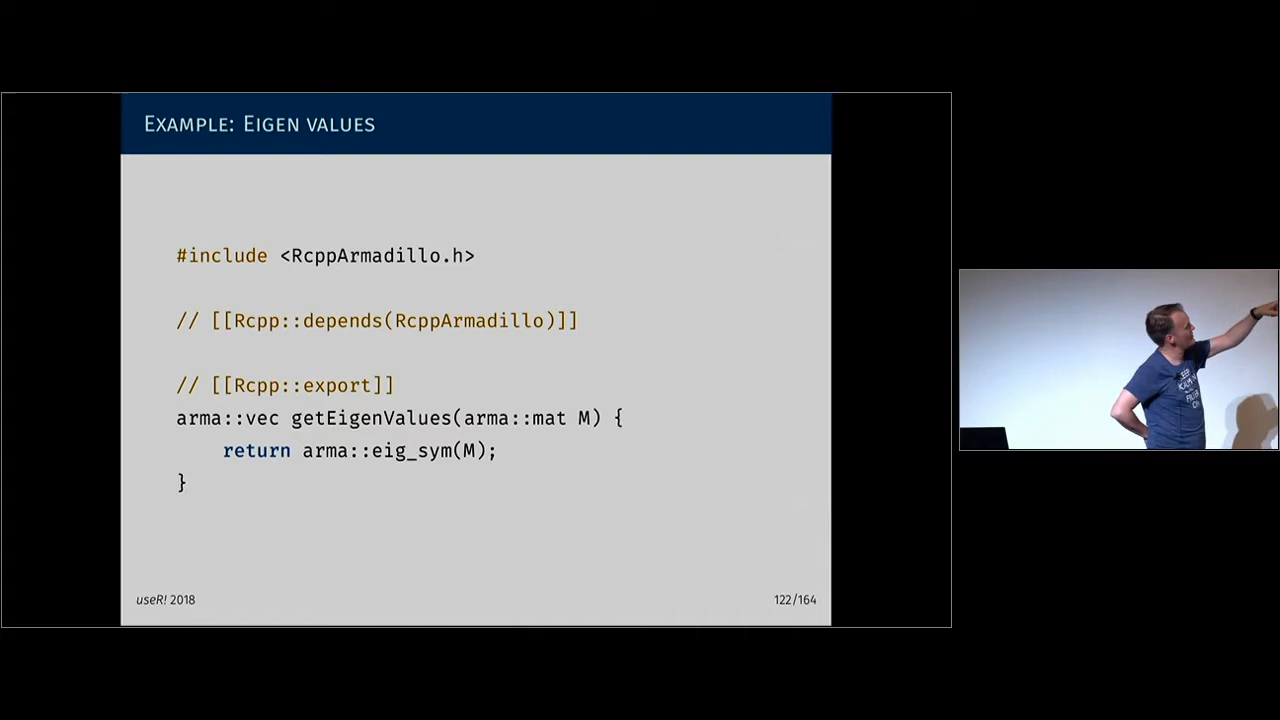 EXAMPLE: EIGEN VALUES
#include <RcppArmadillo.h>
// [[Rcpp::depends(RcppArmadillo)]]
// [[Rcpp::export]]
arma::vec getEigenValues(arma::mat M) {
return arma::eig_sym(M);
}
useR! 2018
122/164
KEEP